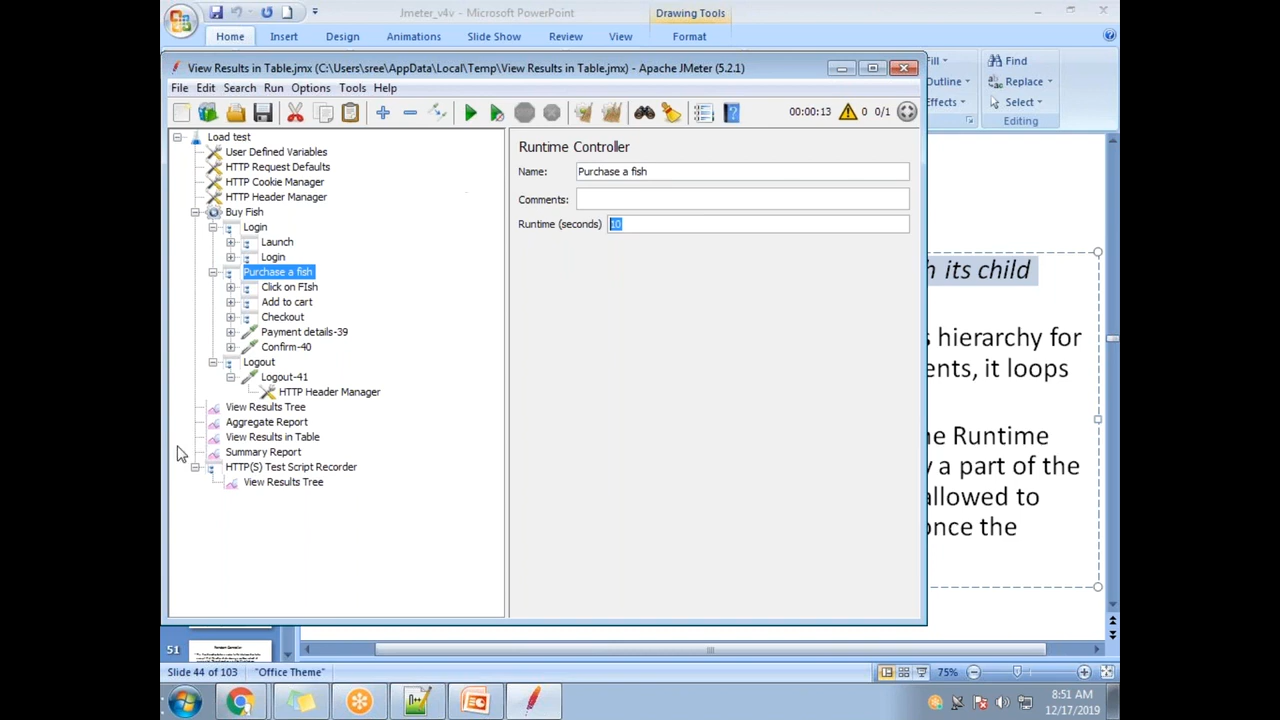 Jmeter_v4v - Microsoft PowerPoint
Drawing Tools
Home
Insert
Design
Animations
Slide Show
Review
View
Format
View Results in Table.jmx (C:\Users\sree\AppData\Local\Temp\View Results in Table.jmx) - Apache JMeter (5.2.1)
Fill
Find
Outline
Replace
Effects
Select
Editing
File Edit Search Run Options Tools Help
00:00:13 0 0/1
Load test
User Defined Variables
HTTP Request Defaults
HTTP Cookie Manager
HTTP Header Manager
Buy Fish
Login
Launch
Login
Purchase a fish
Click on FIsh
Add to cart
Checkout
Payment details-39
Confirm-40
Logout
Logout-41
HTTP Header Manager
View Results Tree
Aggregate Report
View Results in Table
Summary Report
HTTP(S) Test Script Recorder
View Results Tree
Runtime Controller
Name: Purchase a fish
Comments:
Runtime (seconds) 10
its child
hierarchy for
it loops
Runtime
a part of the
allowed to
once the
51
Slide 44 of 103 "Office Theme" 75%
8:51 AM
12/17/2019